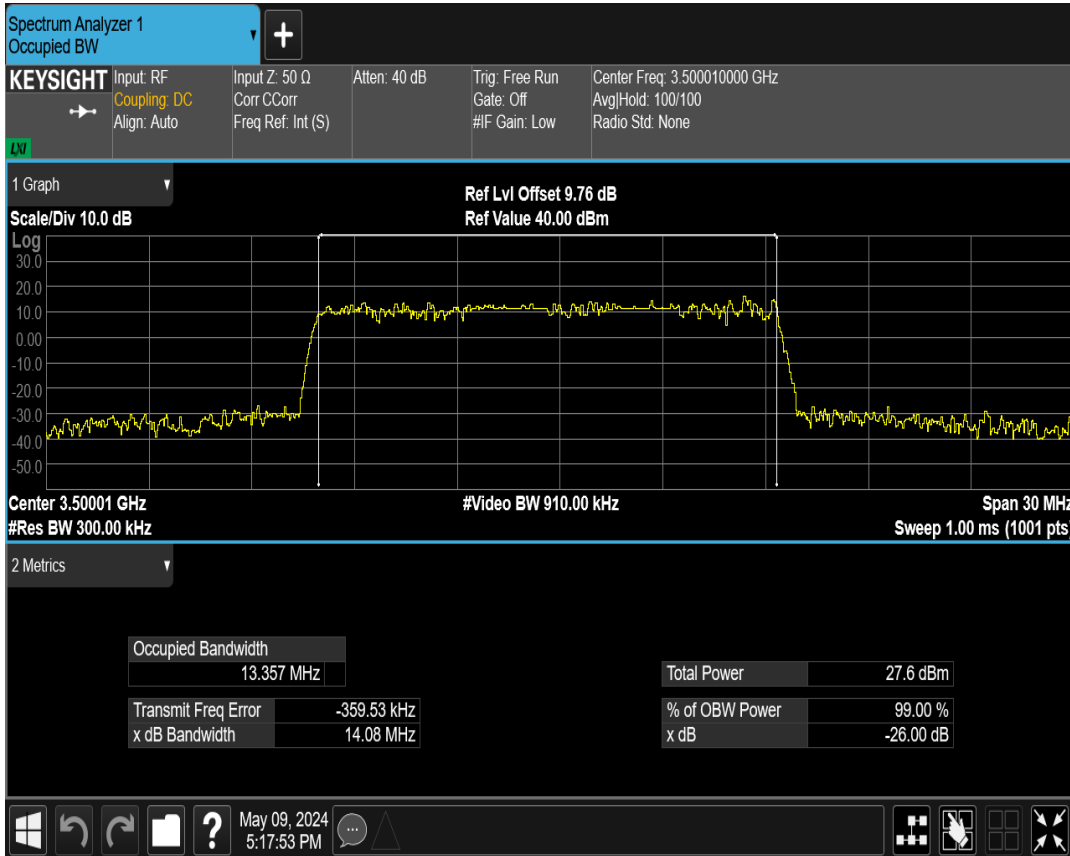 Spectrum Analyzer 1
Occupied BW
+
KEYSIGHT
LXI
Input: RF
Coupling: DC
Align: Auto
Input Z: 50 Ω
Corr CCorr
Freq Ref: Int (S)
Atten: 40 dB
Trig: Free Run
Gate: Off
#IF Gain: Low
Center Freq: 3.500010000 GHz
Avg|Hold: 100/100
Radio Std: None
1 Graph
Ref Lvl Offset 9.76 dB
Scale/Div 10.0 dB
Ref Value 40.00 dBm
Log
30.0
20.0
10.0
0.00
-10.0
-20.0
-30.0
-40.0
-50.0
Center 3.50001 GHz
#Video BW 910.00 kHz
Span 30 MHz
#Res BW 300.00 kHz
Sweep 1.00 ms (1001 pts)
2 Metrics
Occupied Bandwidth
13.357 MHz
Total Power 27.6 dBm
Transmit Freq Error -359.53 kHz
% of OBW Power 99.00 %
x dB Bandwidth 14.08 MHz
x dB -26.00 dB
?
May 09, 2024
5:17:53 PM